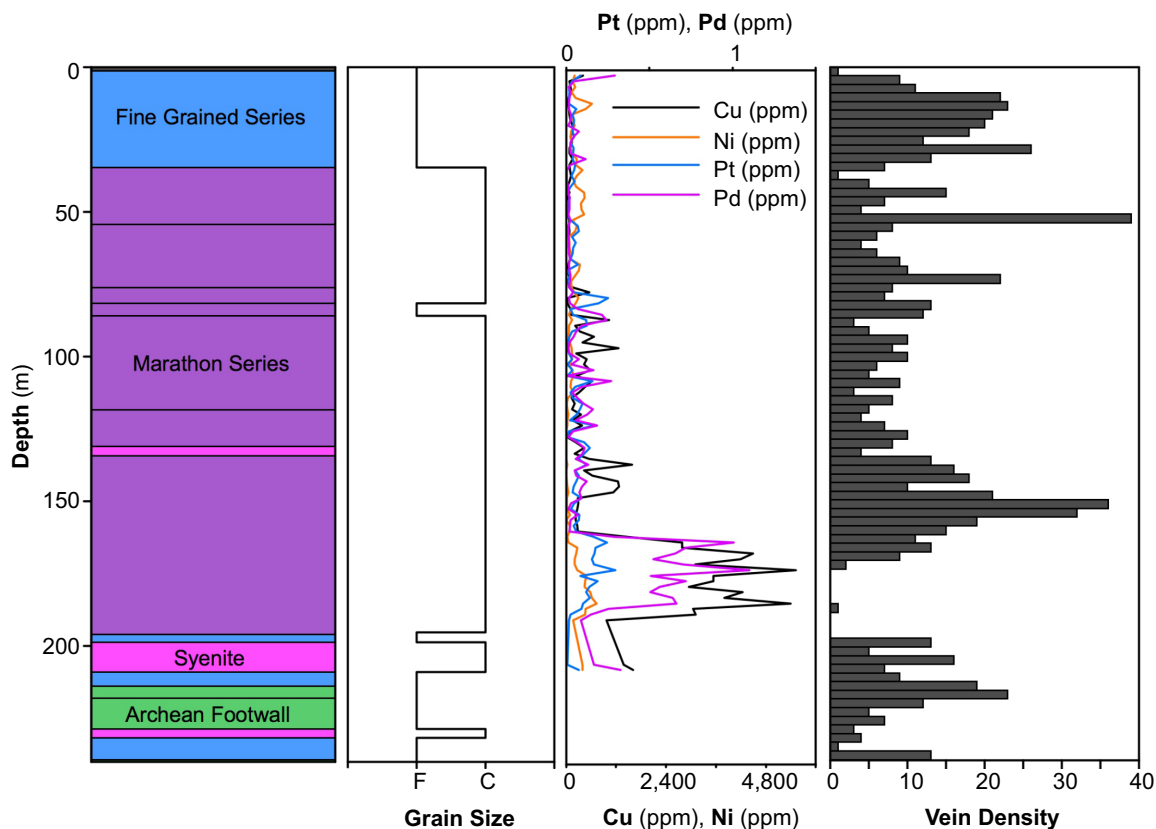 Pt (ppm), Pd (ppm)
0 1
0
50
100
150
200
Depth (m)
Fine Grained Series
Marathon Series
Syenite
Archean Footwall
F C
Grain Size
Cu (ppm)
Ni (ppm)
Pt (ppm)
Pd (ppm)
0 2,400 4,800
Cu (ppm), Ni (ppm)
0 10 20 30 40
Vein Density